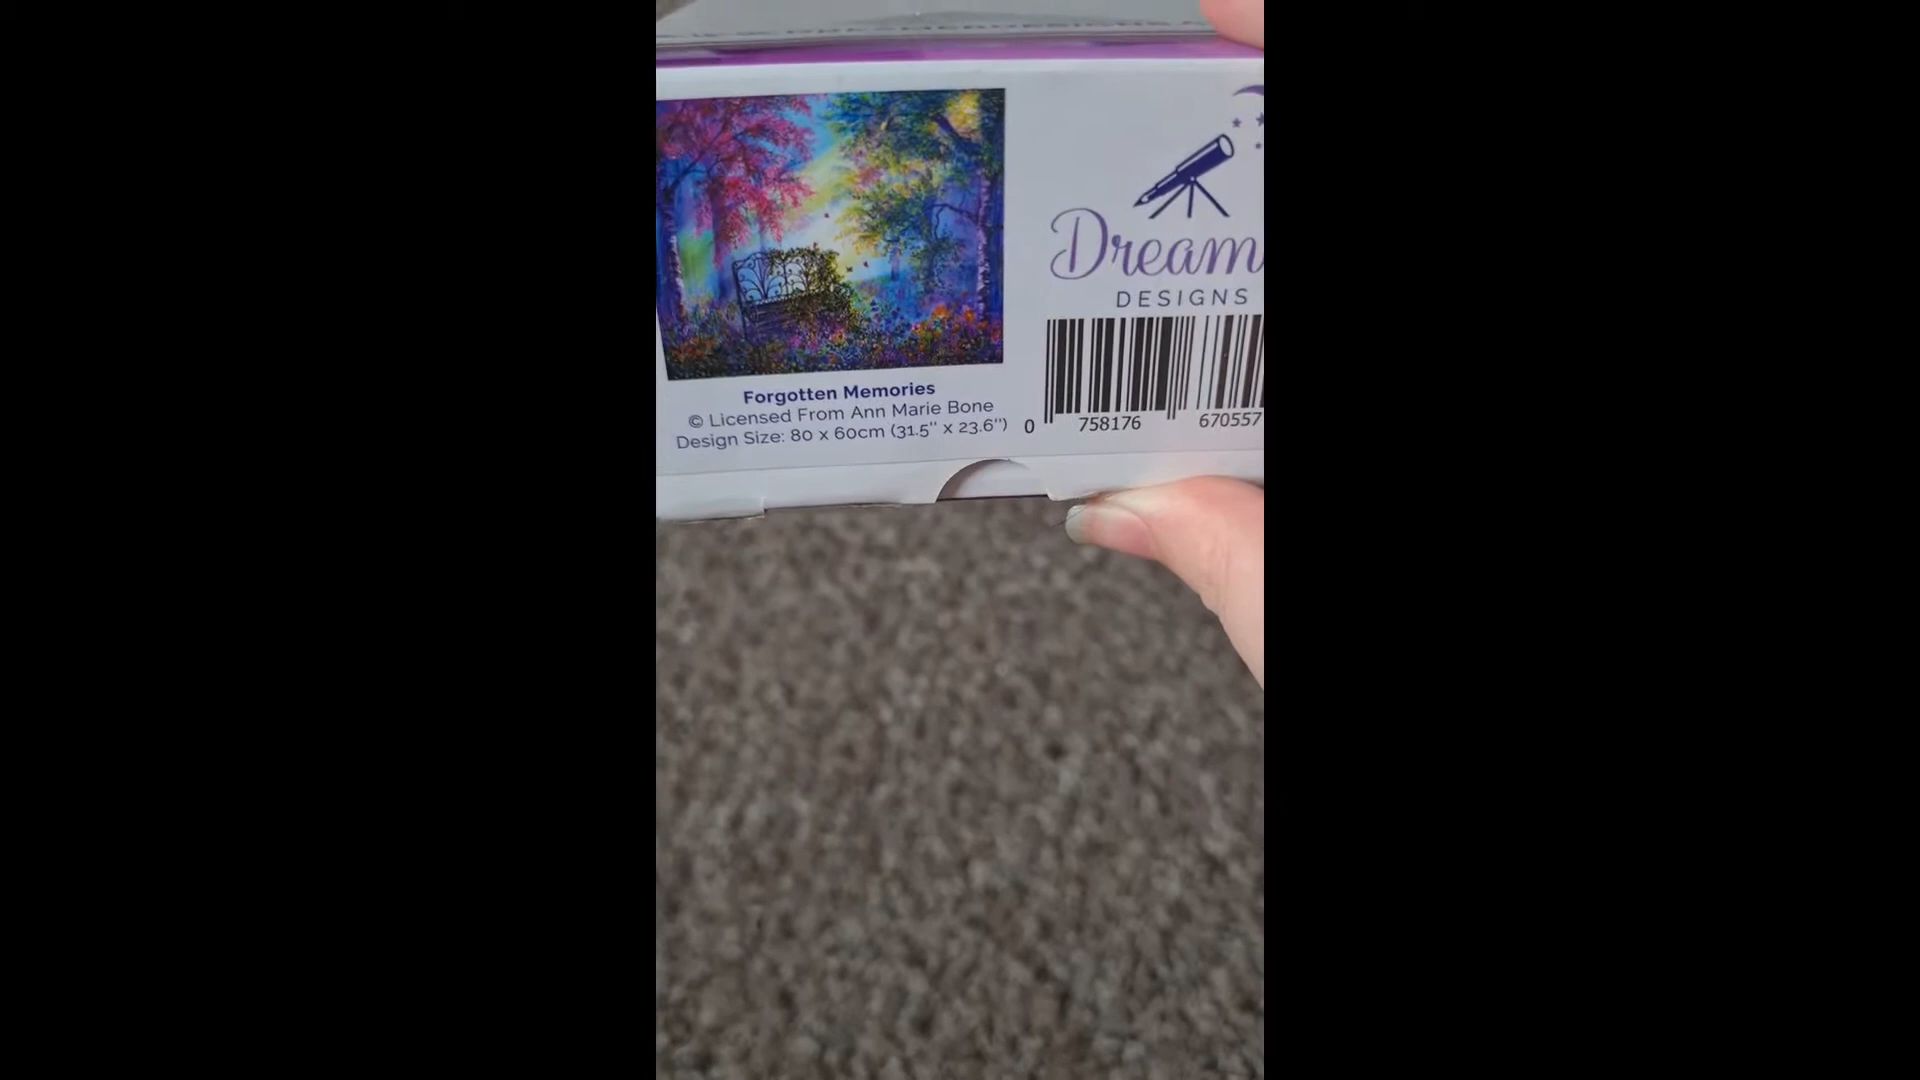 Forgotten Memories
© Licensed From Ann Marie Bone
Design Size: 80 x 60cm (31.5'' x 23.6'')
Dream
DESIGNS
0 758176 670557